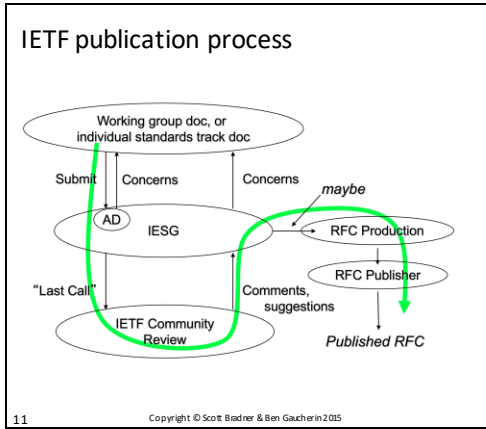 IETF publication process
Working group doc, or
individual standards track doc
Submit
Concerns
Concerns
maybe
AD
IESG
RFC Production
RFC Publisher
"Last Call"
Comments,
suggestions
IETF Community
Review
Published RFC
11
Copyright © Scott Bradner & Ben Gaucherin 2015